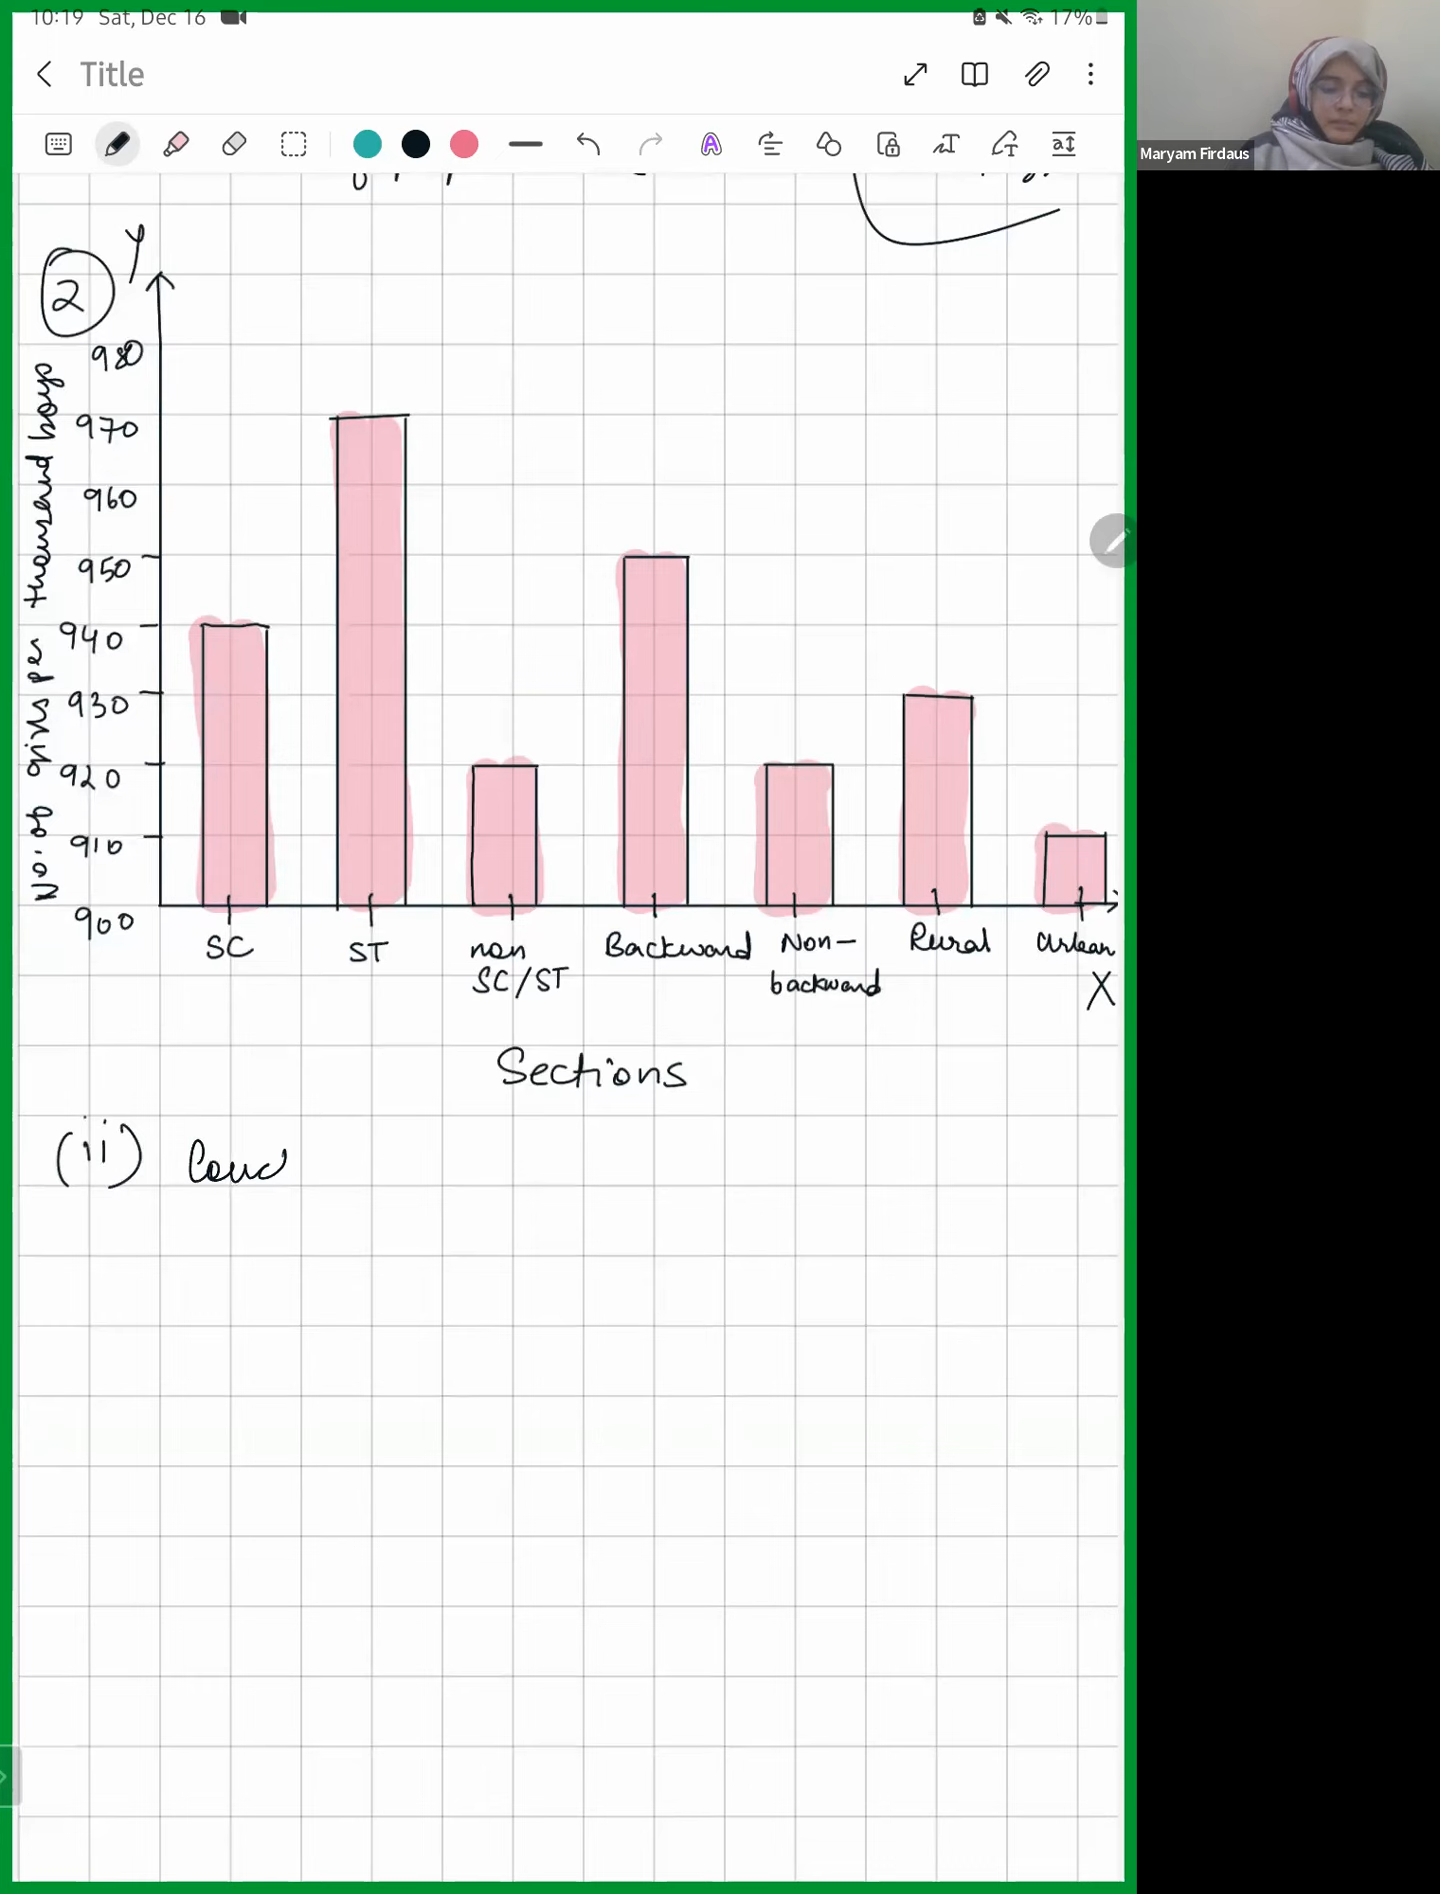 10:19 Sat, Dec 16
17%
Title
Maryam Firdaus
2
Y
No. of girls per thousand boys
980
970
960
950
940
930
920
910
900
SC
ST
non
SC/ST
Backward
Non-
backward
Rural
Urban
X
Sections
(ii)